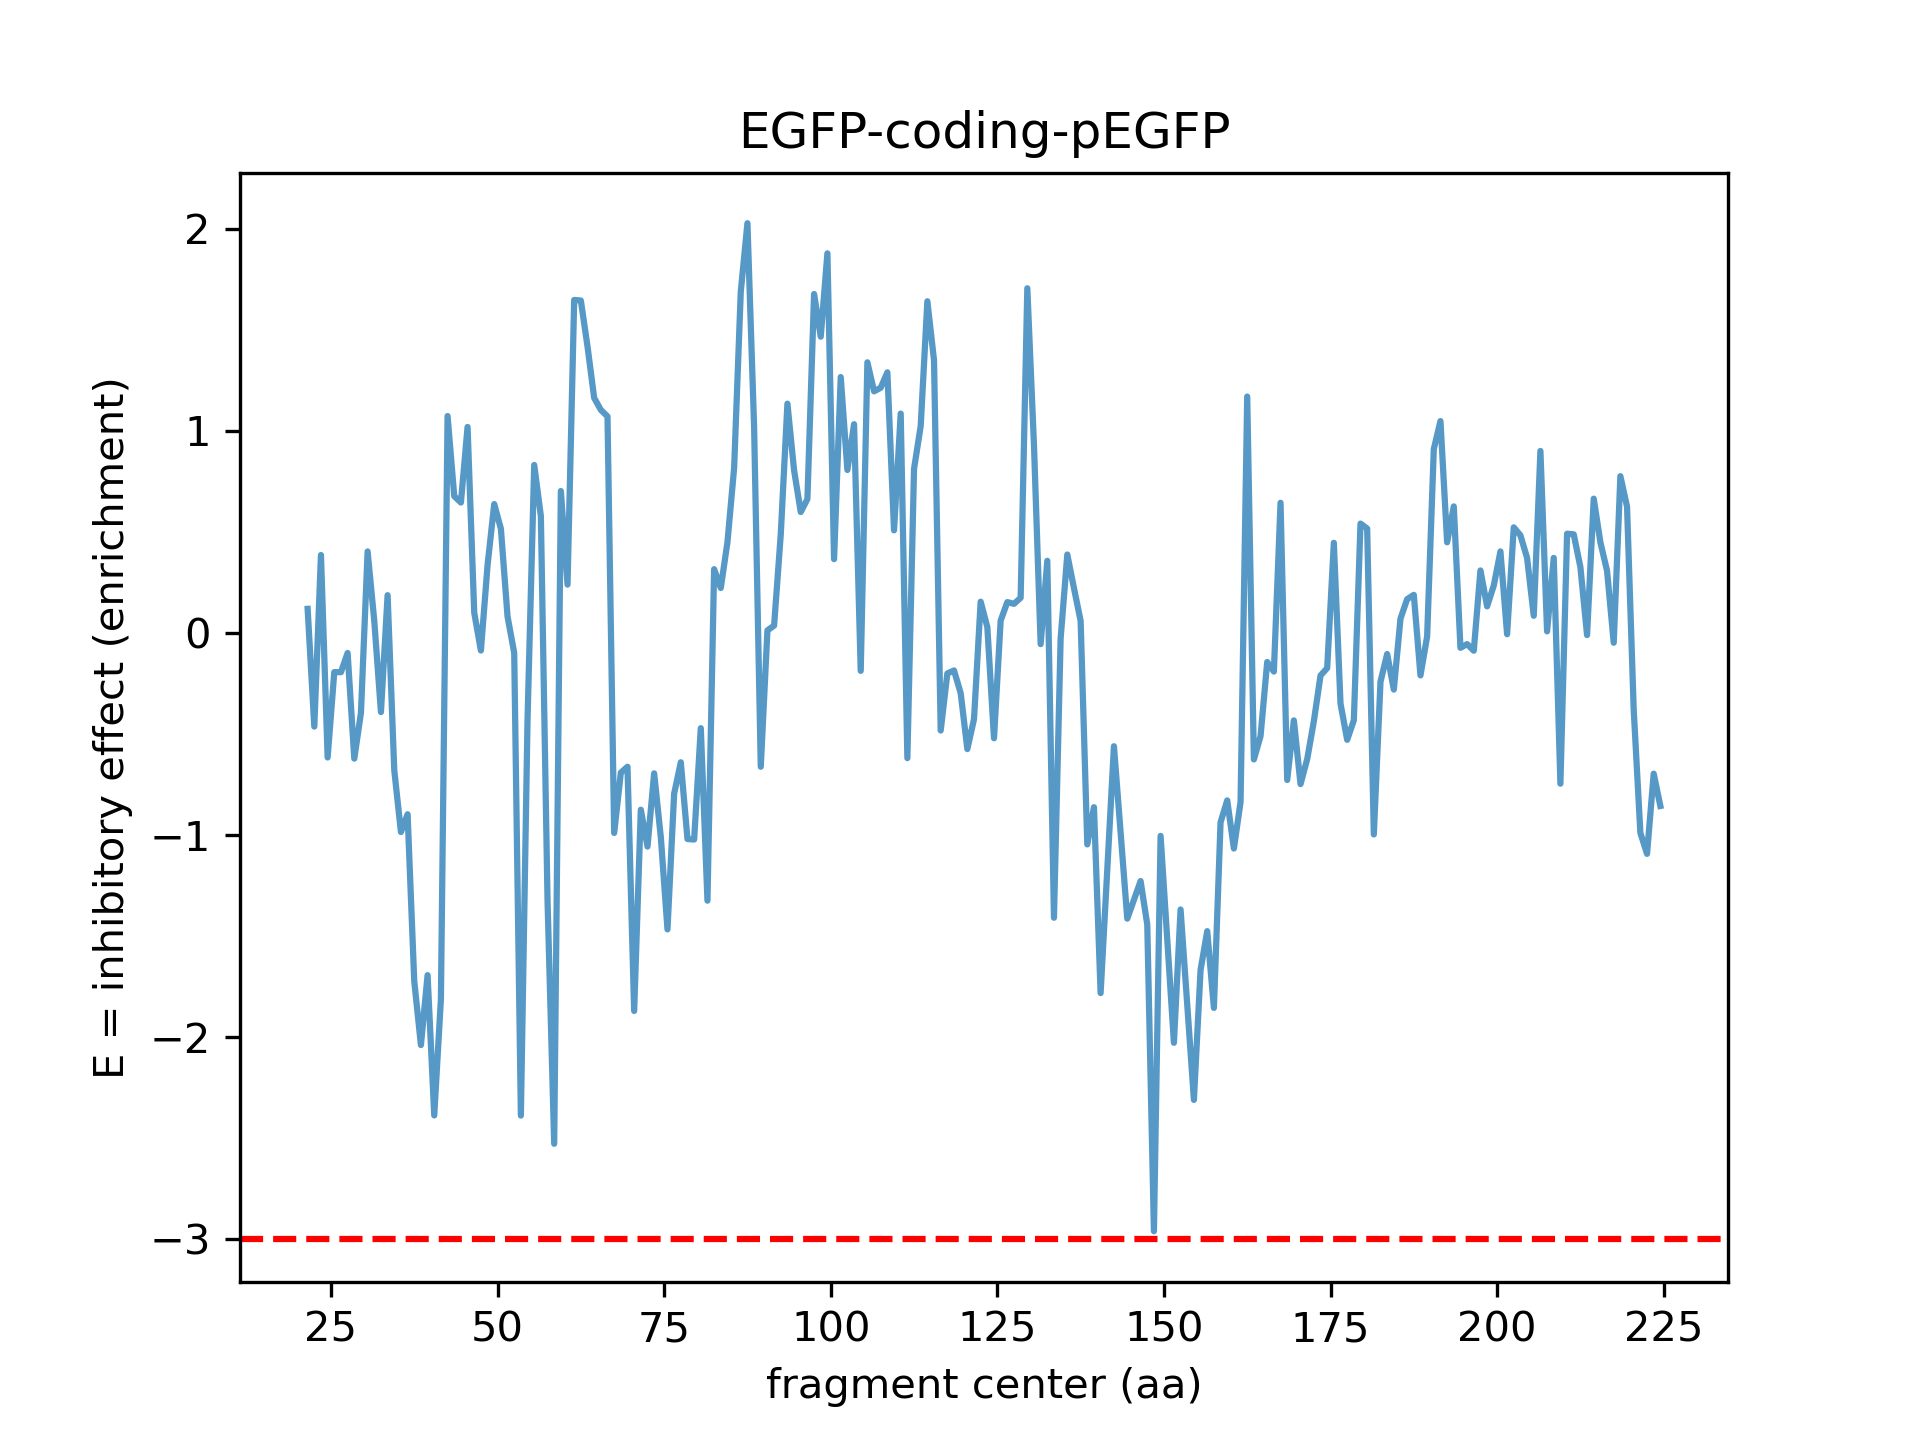 EGFP-coding-pEGFP
E = inhibitory effect (enrichment)
2
1
0
−1
−2
−3
25 50 75 100 125 150 175 200 225
fragment center (aa)